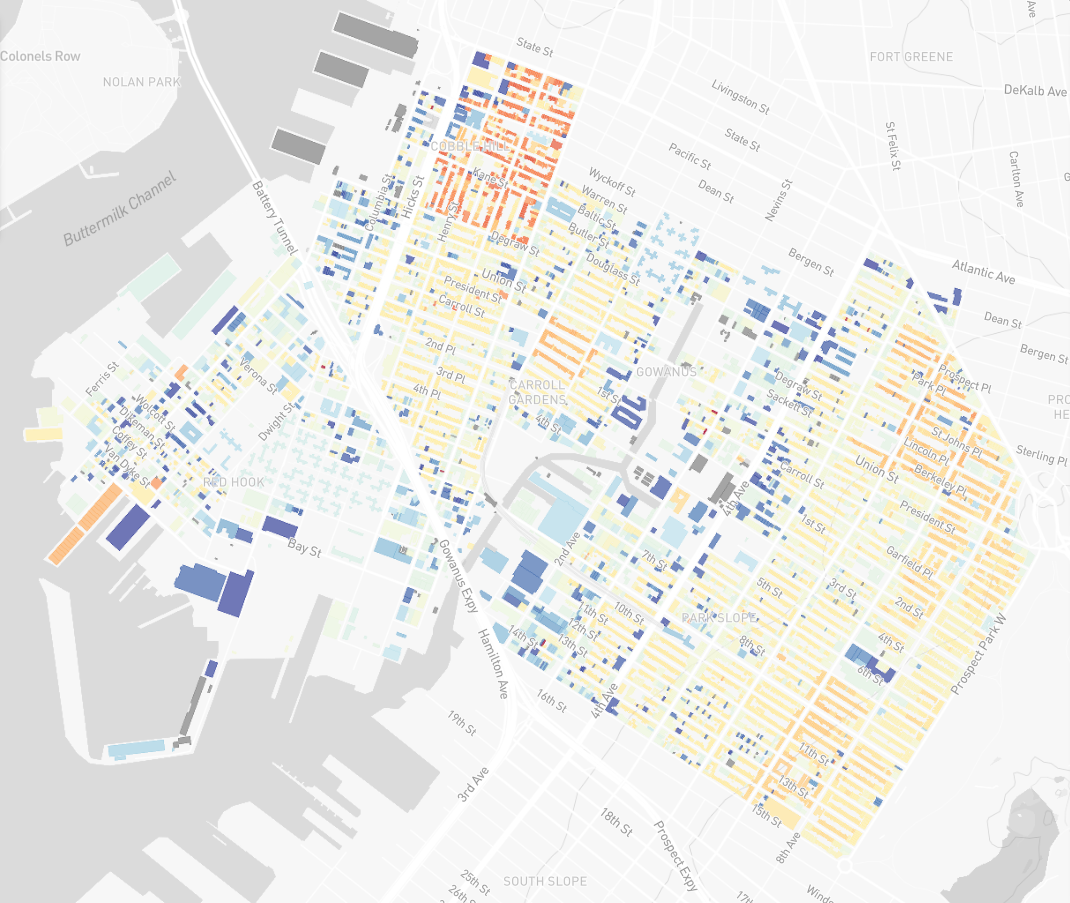 State St
Colonels Row
NOLAN PARK
FORT GREENE
Ave
DeKalb Ave
Livingston St
State St
St Felix St
COBBLE HILL
Pacific St
Carlton Ave
Kane St
Wyckoff St
Dean St
Nevins St
Warren St
Columbia St
Hicks St
Henry St
Buttermilk Channel
Battery Tunnel
Baltic St
Butler St
Degraw St
Bergen St
Douglass St
Atlantic Ave
Union St
President St
Carroll St
Dean St
2nd Pl
Bergen St
Verona St
Ferris St
GOWANUS
3rd Pl
Degraw St
Park Pl
Prospect Pl
CARROLL
GARDENS
4th Pl
1st St
Sackett St
PRO
HE
Wolcott St
Dikeman St
Coffey St
Van Dyke St
Dwight St
4th St
St Johns Pl
Lincoln Pl
Sterling Pl
RED HOOK
Carroll St
Union St
Berkeley Pl
4th Ave
President St
1st St
Bay St
2nd Ave
7th St
Garfield Pl
Gowanus Expy
5th St
3rd St
2nd St
10th St
11th St
12th St
13th St
14th St
PARK SLOPE
8th St
4th St
6th St
Prospect Park W
Hamilton Ave
16th St
4th Ave
19th St
11th St
3rd Ave
13th St
15th St
18th St
Prospect Expy
8th Ave
25th St
26th St
SOUTH SLOPE
17th
Winds